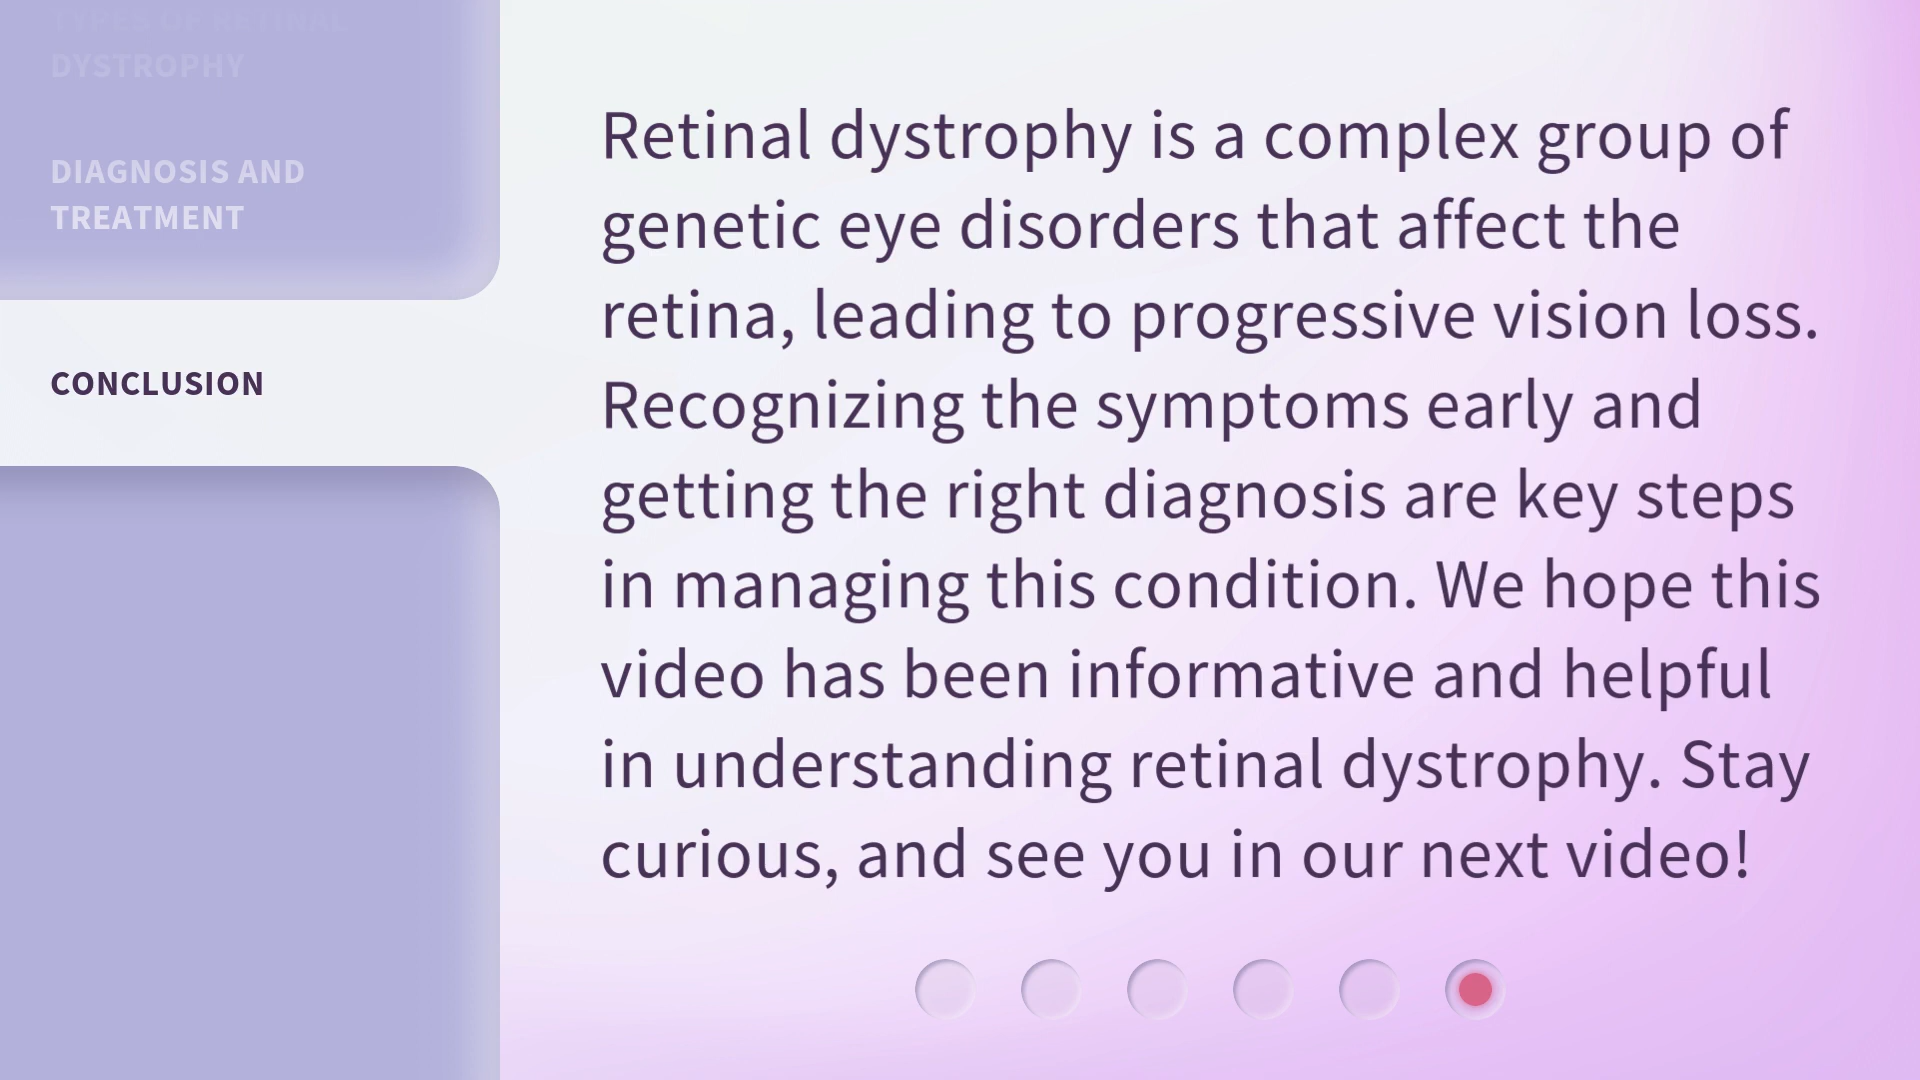 TYPES OF RETINAL
DYSTROPHY
DIAGNOSIS AND
TREATMENT
CONCLUSION
Retinal dystrophy is a complex group of
genetic eye disorders that affect the
retina, leading to progressive vision loss.
Recognizing the symptoms early and
getting the right diagnosis are key steps
in managing this condition. We hope this
video has been informative and helpful
in understanding retinal dystrophy. Stay
curious, and see you in our next video!